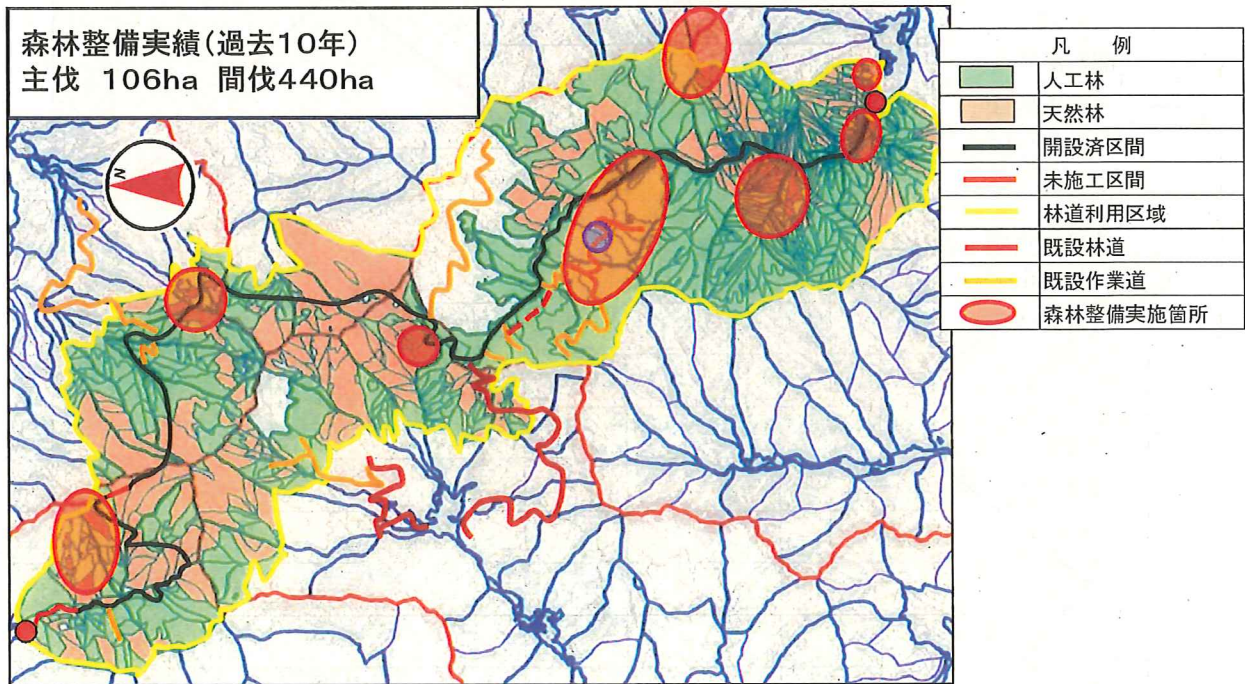 森林整備実績(過去10年)
主伐 106ha 間伐440ha
N
凡 例
人工林
天然林
開設済区間
未施工区間
林道利用区域
既設林道
既設作業道
森林整備実施箇所